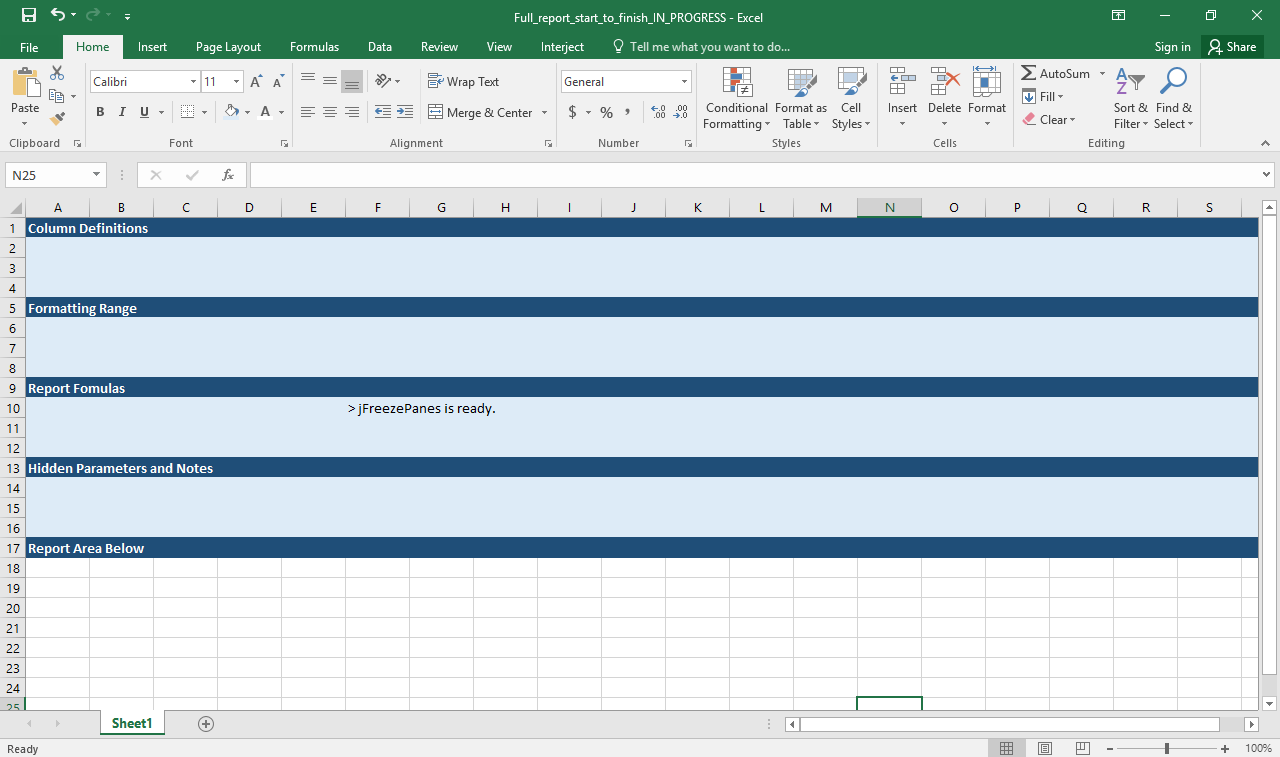 Full_report_start_to_finish_IN_PROGRESS - Excel
File Home Insert Page Layout Formulas Data Review View Interject Tell me what you want to do... Sign in Share
Calibri 11 Wrap Text General AutoSum
Paste Conditional Formatting Format as Table Cell Styles Insert Delete Format Fill Sort & Filter Find & Select
B I U A Merge & Center $ % , Clear
Clipboard Font Alignment Number Styles Cells Editing
N25 fx
A B C D E F G H I J K L M N O P Q R S
1 Column Definitions
2
3
4
5 Formatting Range
6
7
8
9 Report Fomulas
10 > jFreezePanes is ready.
11
12
13 Hidden Parameters and Notes
14
15
16
17 Report Area Below
18
19
20
21
22
23
24
25
Sheet1
Ready 100%